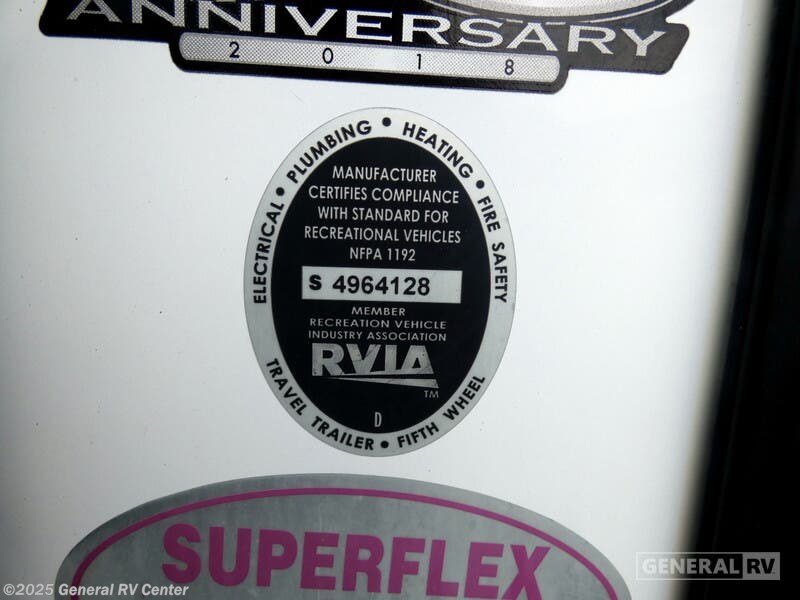 ANNIVERSARY
2018
ELECTRICAL • PLUMBING • HEATING • FIRE SAFETY
MANUFACTURER
CERTIFIES COMPLIANCE
WITH STANDARD FOR
RECREATIONAL VEHICLES
NFPA 1192
S 4964128
MEMBER
RECREATION VEHICLE
INDUSTRY ASSOCIATION
RVIA
TM
D
TRAVEL TRAILER • FIFTH WHEEL
SUPERFLEX
GENERAL RV
©2025 General RV Center